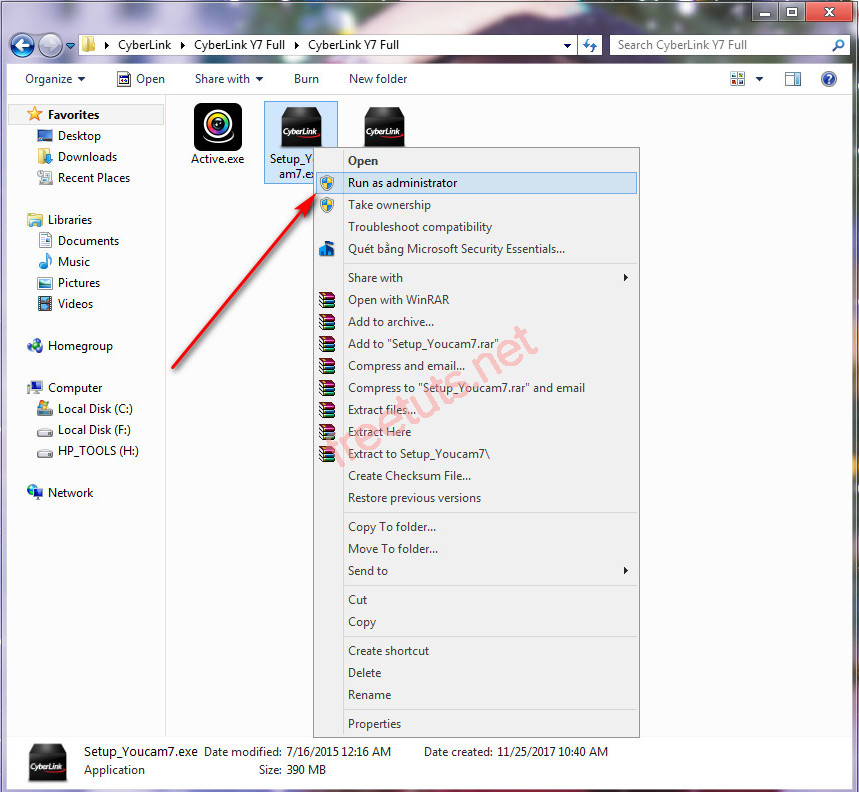 CyberLink CyberLink Y7 Full CyberLink Y7 Full
Search CyberLink Y7 Full
Organize Open Share with Burn New folder
Favorites
Desktop
Downloads
Recent Places
Libraries
Documents
Music
Pictures
Videos
Homegroup
Computer
Local Disk (C:)
Local Disk (F:)
HP_TOOLS (H:)
Network
Active.exe
CyberLink
Setup_Y
am7.ex
CyberLink
Open
Run as administrator
Take ownership
Troubleshoot compatibility
Quét bằng Microsoft Security Essentials...
Share with
Open with WinRAR
Add to archive...
Add to "Setup_Youcam7.rar"
Compress and email...
Compress to "Setup_Youcam7.rar" and email
Extract files...
Extract Here
Extract to Setup_Youcam7\
Create Checksum File...
Restore previous versions
Copy To folder...
Move To folder...
Send to
Cut
Copy
Create shortcut
Delete
Rename
Properties
freetuts.net
CyberLink
Setup_Youcam7.exe Date modified: 7/16/2015 12:16 AM Date created: 11/25/2017 10:40 AM
Application Size: 390 MB